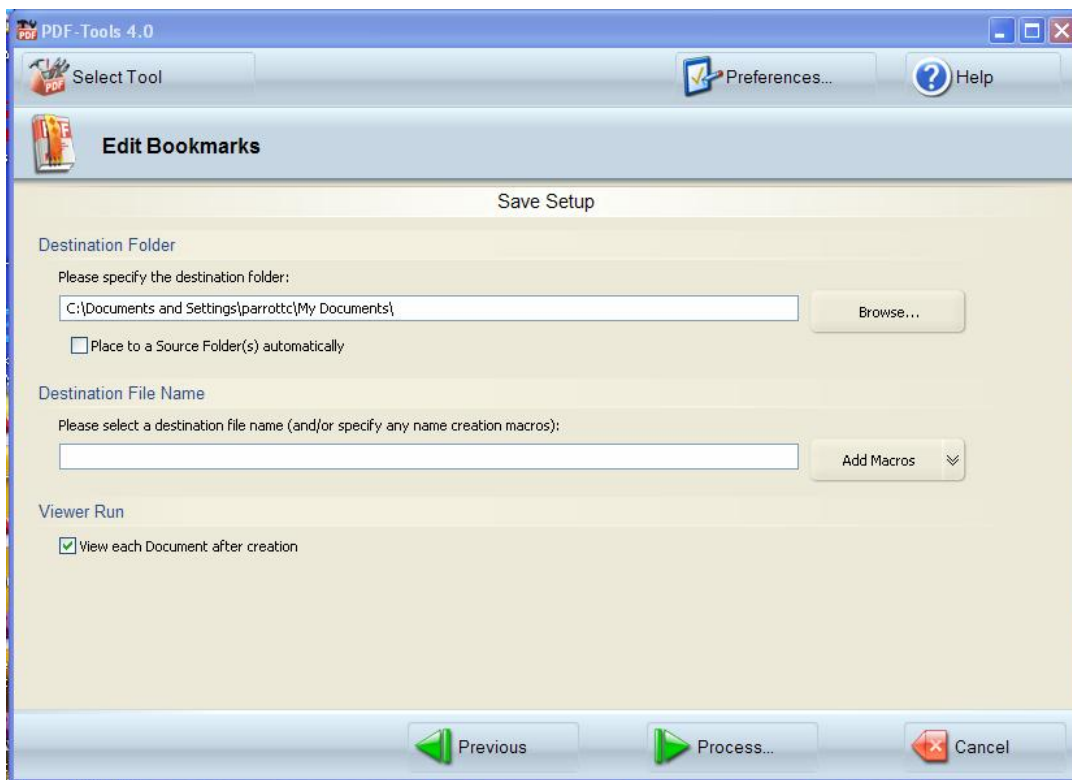 PDF-Tools 4.0
Select Tool Preferences... Help
Edit Bookmarks
Save Setup
Destination Folder
Please specify the destination folder:
C:\Documents and Settings\parrottc\My Documents\ Browse...
Place to a Source Folder(s) automatically
Destination File Name
Please select a destination file name (and/or specify any name creation macros):
Add Macros
Viewer Run
View each Document after creation
Previous Process... Cancel